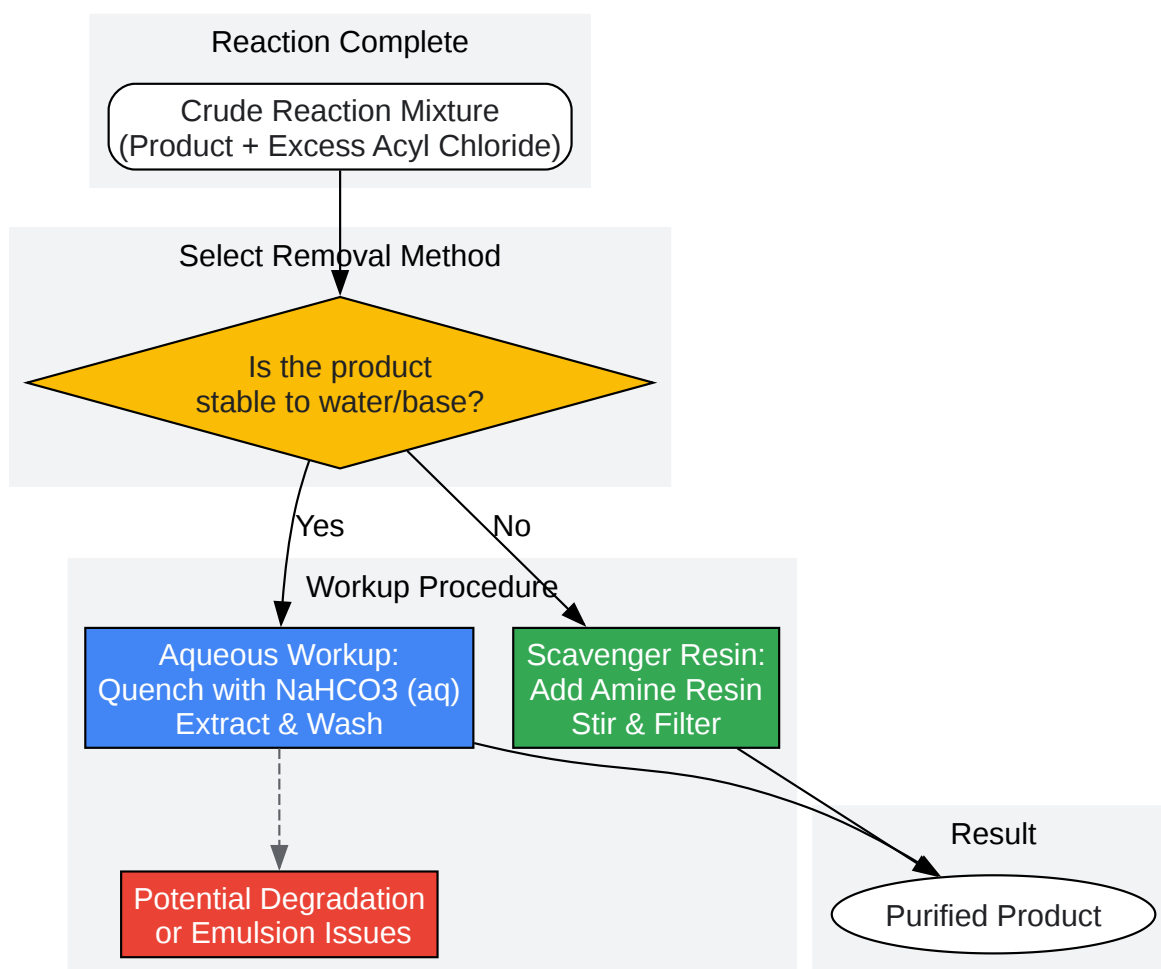 Reaction Complete
Crude Reaction Mixture
(Product + Excess Acyl Chloride)
Select Removal Method
Is the product
stable to water/base?
Yes
No
Workup Procedure
Aqueous Workup:
Quench with NaHCO3 (aq)
Extract & Wash
Scavenger Resin:
Add Amine Resin
Stir & Filter
Potential Degradation
or Emulsion Issues
Result
Purified Product